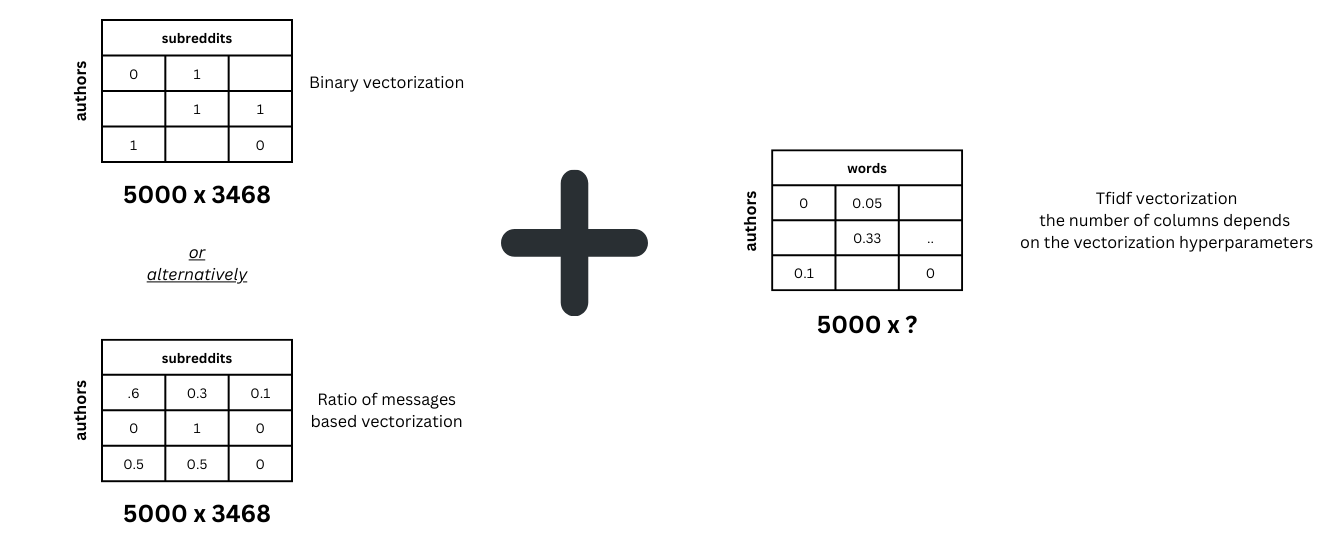 subreddits
authors
0 1
1 1
1 0
Binary vectorization
5000 x 3468
or
alternatively
subreddits
authors
.6 0.3 0.1
0 1 0
0.5 0.5 0
Ratio of messages
based vectorization
5000 x 3468
words
authors
0 0.05
0.33 ..
0.1 0
5000 x ?
Tfidf vectorization
the number of columns depends
on the vectorization hyperparameters